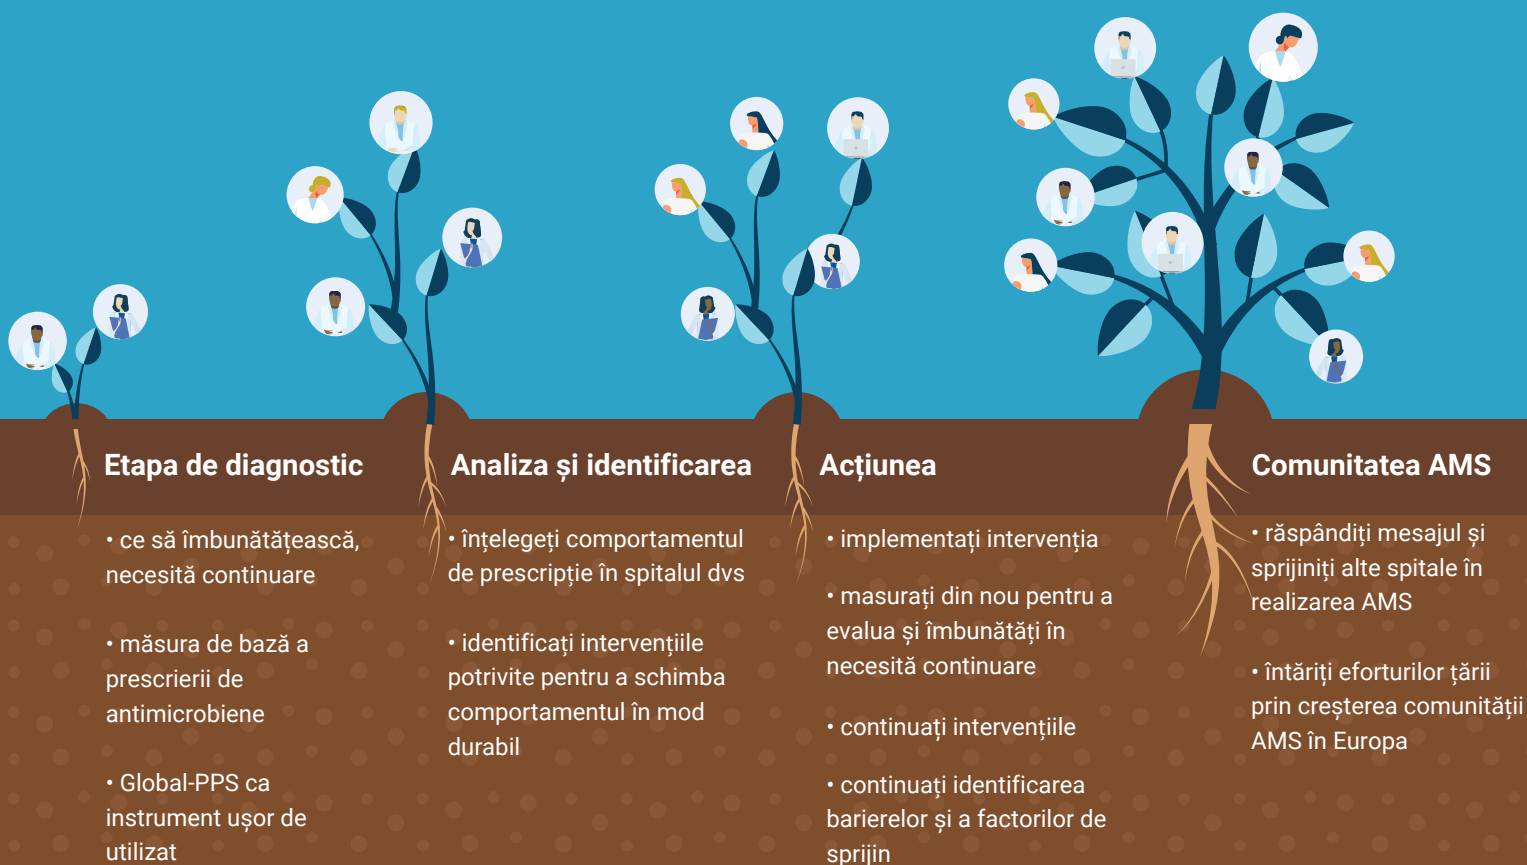 Etapa de diagnostic
• ce să îmbunătățească,
necesită continuare
• măsura de bază a
prescrierii de
antimicrobiene
• Global-PPS ca
instrument ușor de
utilizat
Analiza și identificarea
• înțelegeți comportamentul
de prescripție în spitalul dvs
• identificați intervențiile
potrivite pentru a schimba
comportamentul în mod
durabil
Acțiunea
• implementați intervenția
• masurați din nou pentru a
evalua și îmbunătăți în
necesită continuare
• continuați intervențiile
• continuați identificarea
barierelor și a factorilor de
sprijin
Comunitatea AMS
• răspândiți mesajul și
sprijiniți alte spitale în
realizarea AMS
• întăriți eforturilor țării
prin creșterea comunității
AMS în Europa